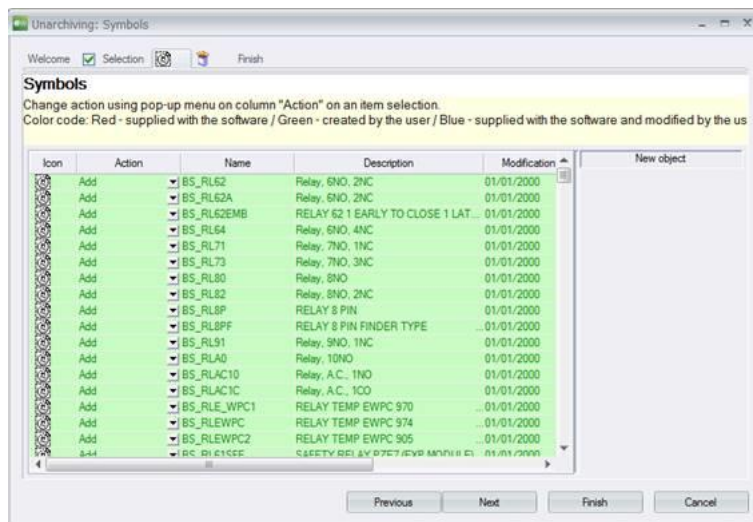 Unarchiving: Symbols
Welcome Selection Finish
Symbols
Change action using pop-up menu on column "Action" on an item selection.
Color code: Red - supplied with the software / Green - created by the user / Blue - supplied with the software and modified by the us
Icon Action Name Description Modification New object
Add BS_RL62 Relay, 6NO, 2NC 01/01/2000
Add BS_RL62A Relay, 6NO, 2NC 01/01/2000
Add BS_RL62EMB RELAY 62 1 EARLY TO CLOSE 1 LAT... 01/01/2000
Add BS_RL64 Relay, 6NO, 4NC 01/01/2000
Add BS_RL71 Relay, 7NO, 1NC 01/01/2000
Add BS_RL73 Relay, 7NO, 3NC 01/01/2000
Add BS_RL80 Relay, 8NO 01/01/2000
Add BS_RL82 Relay, 8NO, 2NC 01/01/2000
Add BS_RL8P RELAY 8 PIN 01/01/2000
Add BS_RL8PF RELAY 8 PIN FINDER TYPE ...01/01/2000
Add BS_RL91 Relay, 9NO, 1NC 01/01/2000
Add BS_RLA0 Relay, 10NO 01/01/2000
Add BS_RLAC10 Relay, A.C., 1NO 01/01/2000
Add BS_RLAC1C Relay, A.C., 1CO 01/01/2000
Add BS_RLE_WPC1 RELAY TEMP EWPC 970 ...01/01/2000
Add BS_RLEWPC RELAY TEMP EWPC 974 ...01/01/2000
Add BS_RLEWPC2 RELAY TEMP EWPC 905 ...01/01/2000
Add SAFETY RELAY PZE7 (EXP MODULE) 01/01/2000
Previous Next Finish Cancel